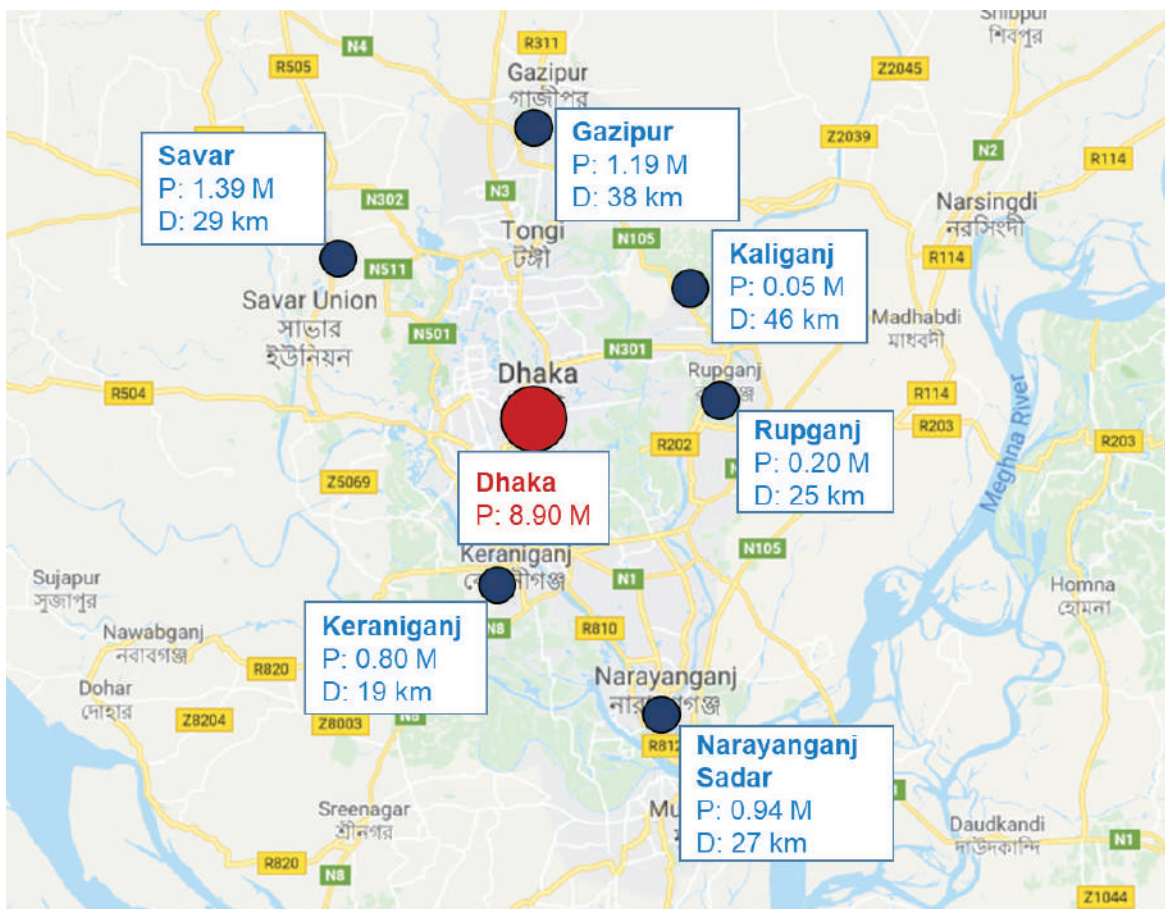 Shibpur
শিবপুর
N4
R311
R505
Gazipur
গাজীপুর
Z2045
Savar
P: 1.39 M
D: 29 km
Gazipur
P: 1.19 M
D: 38 km
Z2039
N2
R114
N302
N3
Narsingdi
নরসিংদী
Tongi
টঙ্গী
N105
N511
R114
Kaliganj
P: 0.05 M
D: 46 km
Savar Union
সাভার
ইউনিয়ন
N501
Madhabdi
মাধবদী
N301
Dhaka
Rupganj
R504
R114
R203
R202
R203
Rupganj
P: 0.20 M
D: 25 km
Dhaka
P: 8.90 M
Z5069
Meghna River
N105
Keraniganj
N1
Sujapur
সুজাপুর
Homna
হোমনা
Keraniganj
P: 0.80 M
D: 19 km
N8
R810
Nawabganj
নবাবগঞ্জ
R820
Narayanganj
Dohar
দোহার
Z8204
Z8003
R812
Narayanganj
Sadar
P: 0.94 M
D: 27 km
Sreenagar
শ্রীনগর
Daudkandi
দাউদকান্দি
N1
R820
N8
Z1044